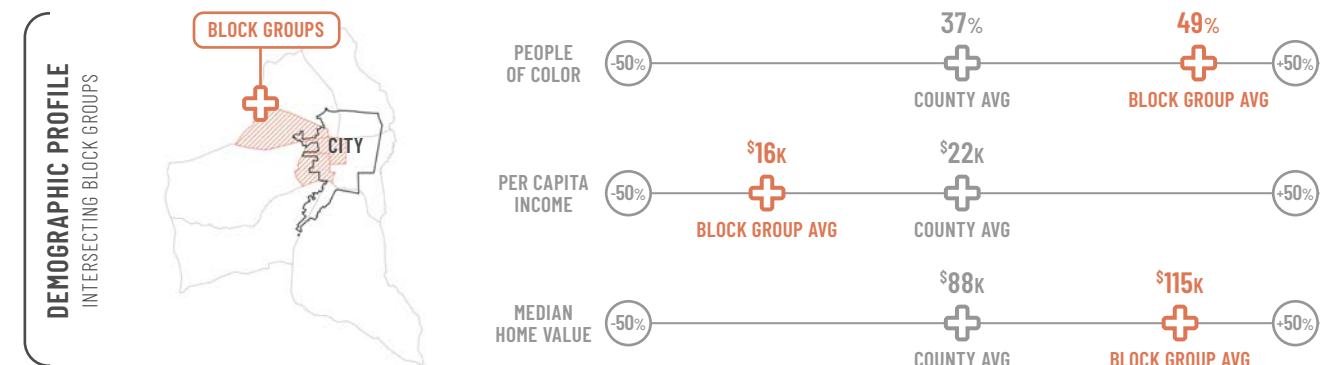 DEMOGRAPHIC PROFILE
INTERSECTING BLOCK GROUPS
BLOCK GROUPS
CITY
PEOPLE
OF COLOR
-50%
37%
COUNTY AVG
49%
BLOCK GROUP AVG
+50%
PER CAPITA
INCOME
-50%
$16K
BLOCK GROUP AVG
$22K
COUNTY AVG
+50%
MEDIAN
HOME VALUE
-50%
$88K
COUNTY AVG
$115K
BLOCK GROUP AVG
+50%